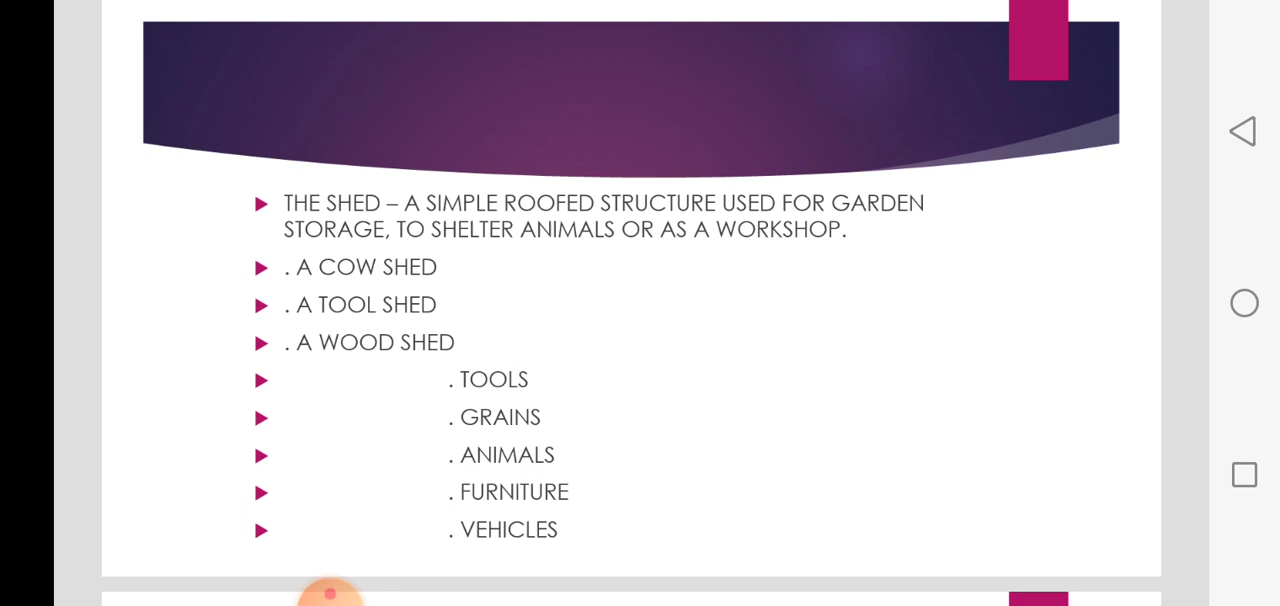 THE SHED – A SIMPLE ROOFED STRUCTURE USED FOR GARDEN
STORAGE, TO SHELTER ANIMALS OR AS A WORKSHOP.
. A COW SHED
. A TOOL SHED
. A WOOD SHED
. TOOLS
. GRAINS
. ANIMALS
. FURNITURE
. VEHICLES